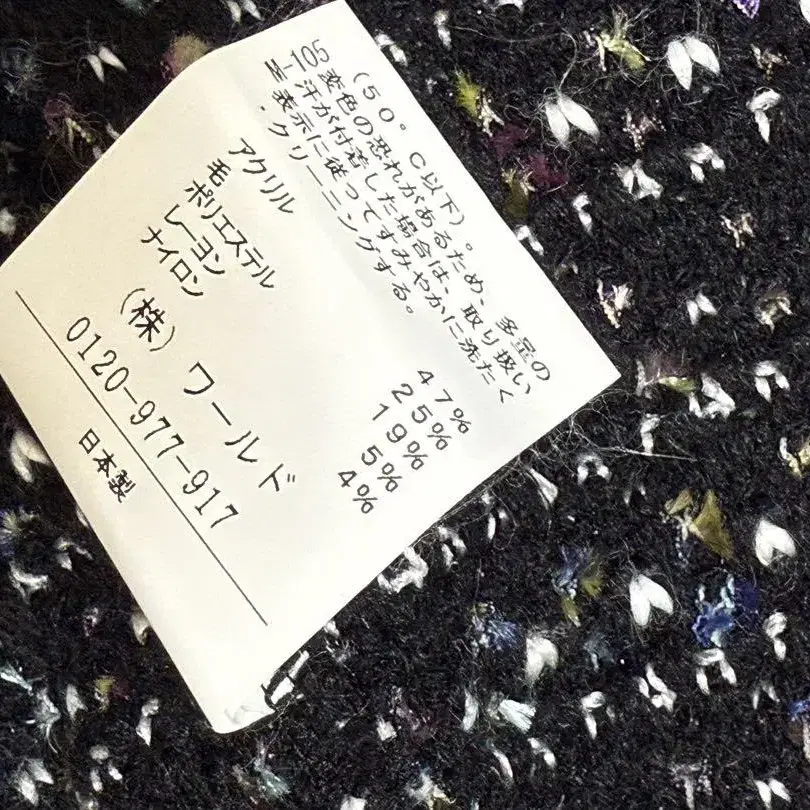 (50°C以下)。
105 変色の恐れがあるため、多量の
T 汗が付着した場合は、取り扱い
M 表示に従ってすみやかに洗たく
・クリーニングする。
アクリル 47%
毛 25%
ポリエステル 19%
レーヨン 5%
ナイロン 4%
(株)ワールド
0120-977-917
日本製